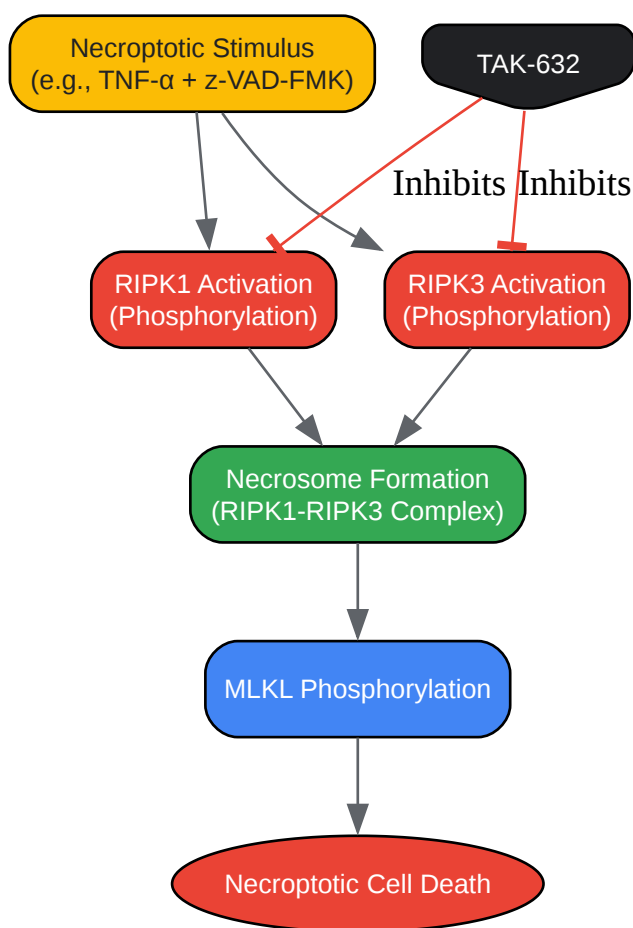 Necroptotic Stimulus
(e.g., TNF-α + z-VAD-FMK)
TAK-632
Inhibits
Inhibits
RIPK1 Activation
(Phosphorylation)
RIPK3 Activation
(Phosphorylation)
Necrosome Formation
(RIPK1-RIPK3 Complex)
MLKL Phosphorylation
Necroptotic Cell Death